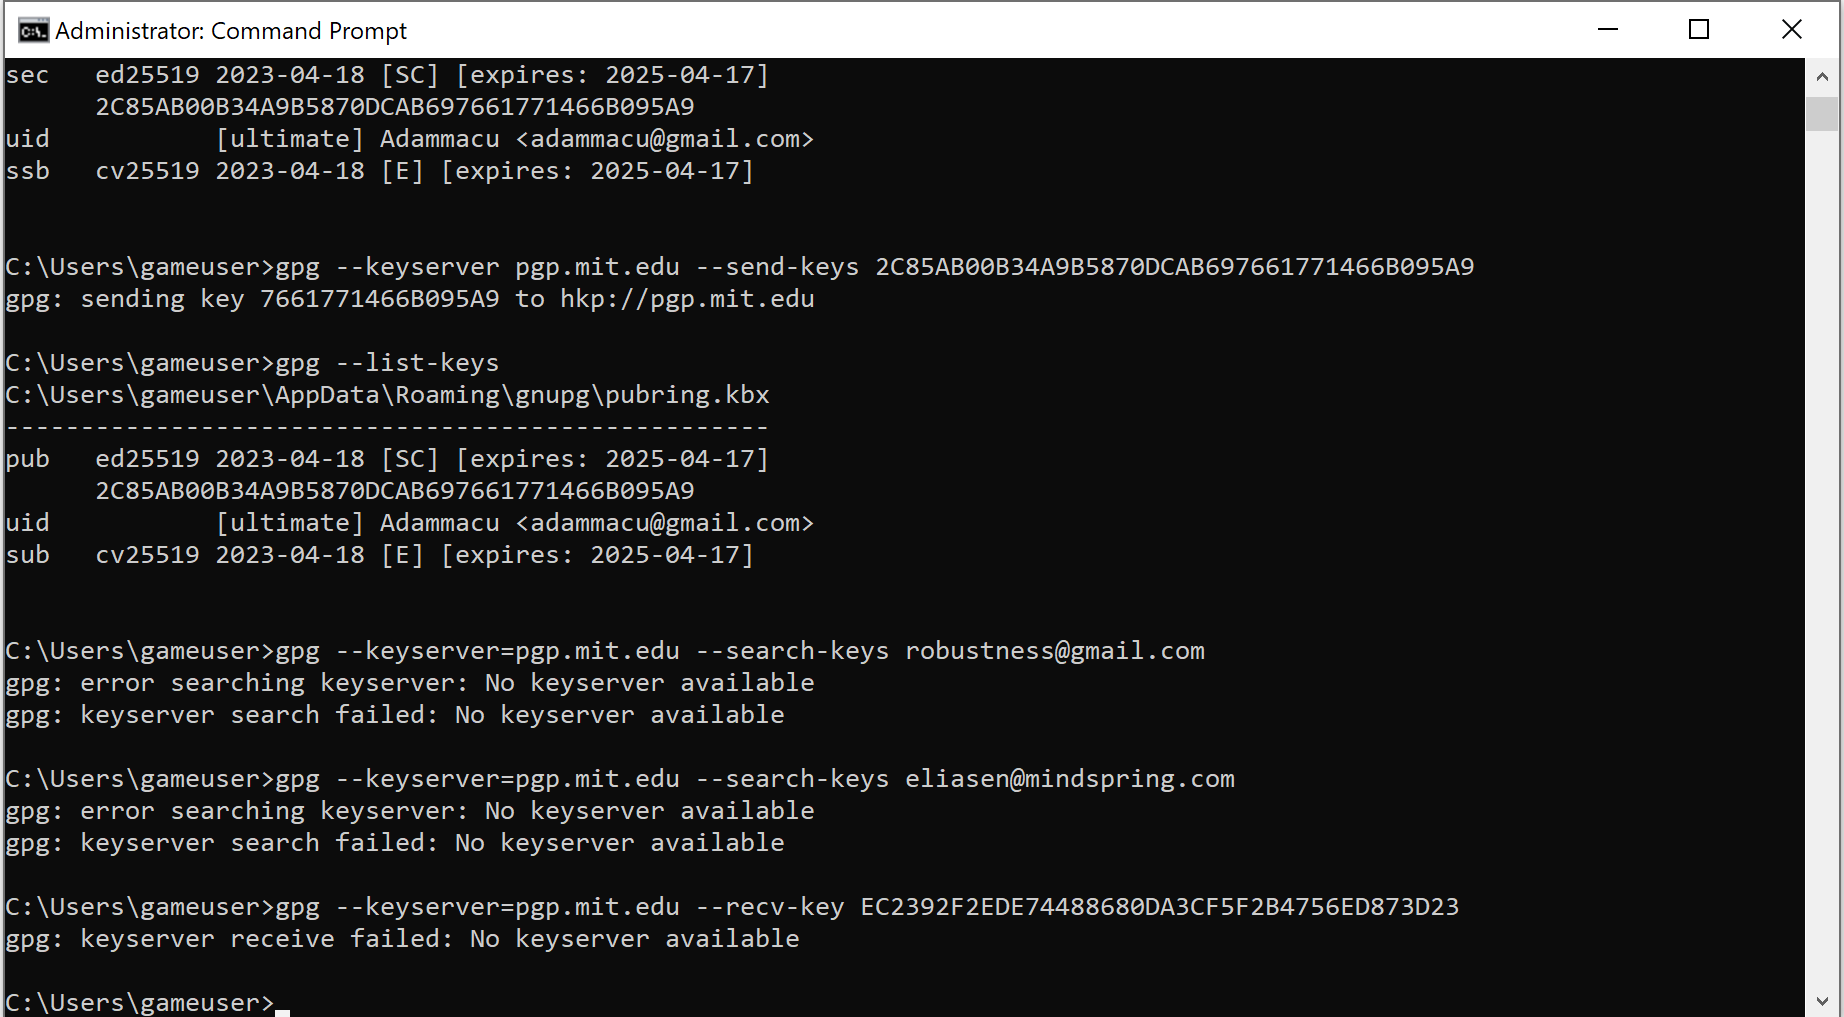 Administrator: Command Prompt
sec   ed25519 2023-04-18 [SC] [expires: 2025-04-17]
      2C85AB00B34A9B5870DCAB697661771466B095A9
uid           [ultimate] Adammacu <adammacu@gmail.com>
ssb   cv25519 2023-04-18 [E] [expires: 2025-04-17]
C:\Users\gameuser>gpg --keyserver pgp.mit.edu --send-keys 2C85AB00B34A9B5870DCAB697661771466B095A9
gpg: sending key 7661771466B095A9 to hkp://pgp.mit.edu
C:\Users\gameuser>gpg --list-keys
C:\Users\gameuser\AppData\Roaming\gnupg\pubring.kbx
---------------------------------------------------
pub   ed25519 2023-04-18 [SC] [expires: 2025-04-17]
      2C85AB00B34A9B5870DCAB697661771466B095A9
uid           [ultimate] Adammacu <adammacu@gmail.com>
sub   cv25519 2023-04-18 [E] [expires: 2025-04-17]
C:\Users\gameuser>gpg --keyserver=pgp.mit.edu --search-keys robustness@gmail.com
gpg: error searching keyserver: No keyserver available
gpg: keyserver search failed: No keyserver available
C:\Users\gameuser>gpg --keyserver=pgp.mit.edu --search-keys eliasen@mindspring.com
gpg: error searching keyserver: No keyserver available
gpg: keyserver search failed: No keyserver available
C:\Users\gameuser>gpg --keyserver=pgp.mit.edu --recv-key EC2392F2EDE74488680DA3CF5F2B4756ED873D23
gpg: keyserver receive failed: No keyserver available
C:\Users\gameuser>